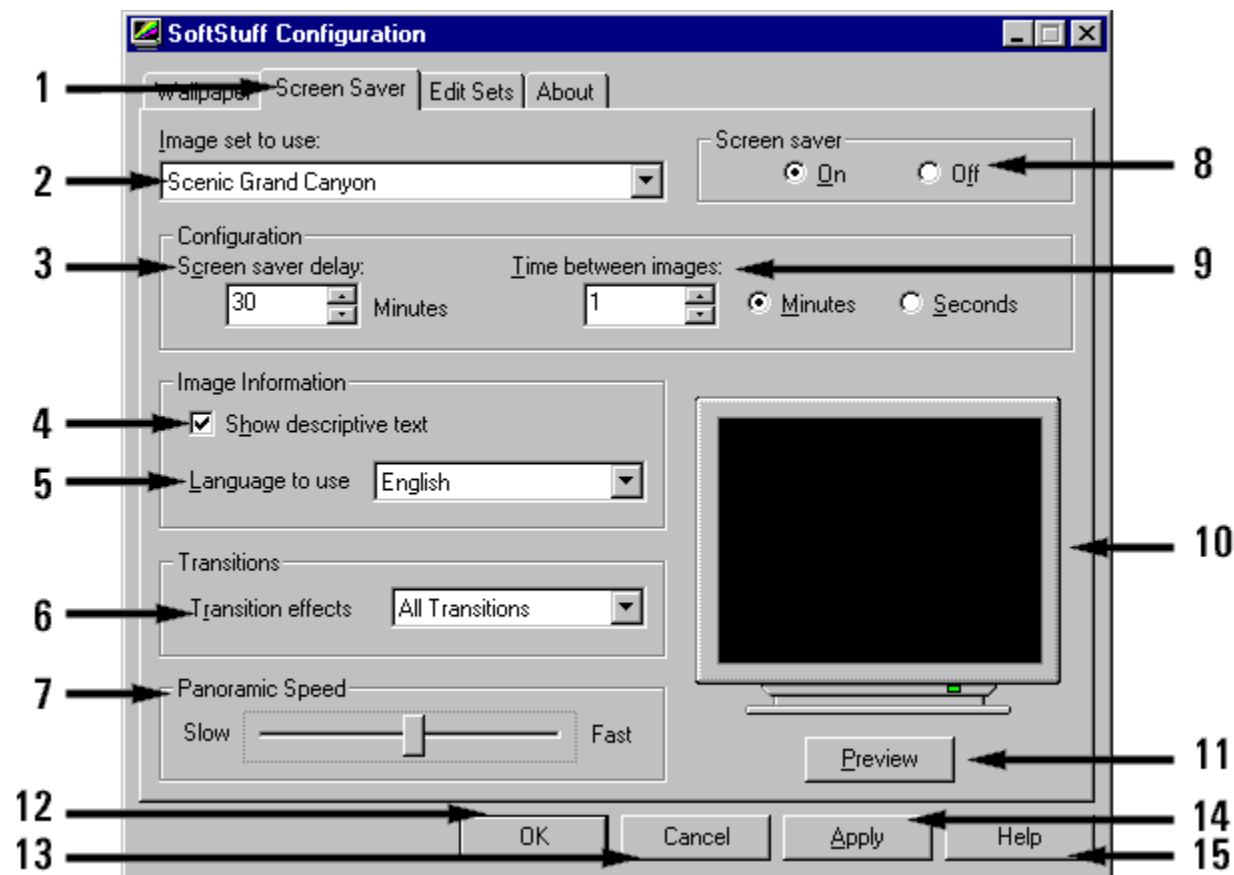 SoftStuff Configuration
1 Wallpaper Screen Saver Edit Sets About
Image set to use: Screen saver
2 Scenic Grand Canyon On Off 8
Configuration
3 Screen saver delay: Time between images: 9
30 Minutes 1 Minutes Seconds
Image Information
4 Show descriptive text
5 Language to use English
10
Transitions
6 Transition effects All Transitions
7 Panoramic Speed
Slow Fast
Preview 11
12 14
OK Cancel Apply Help
13 15